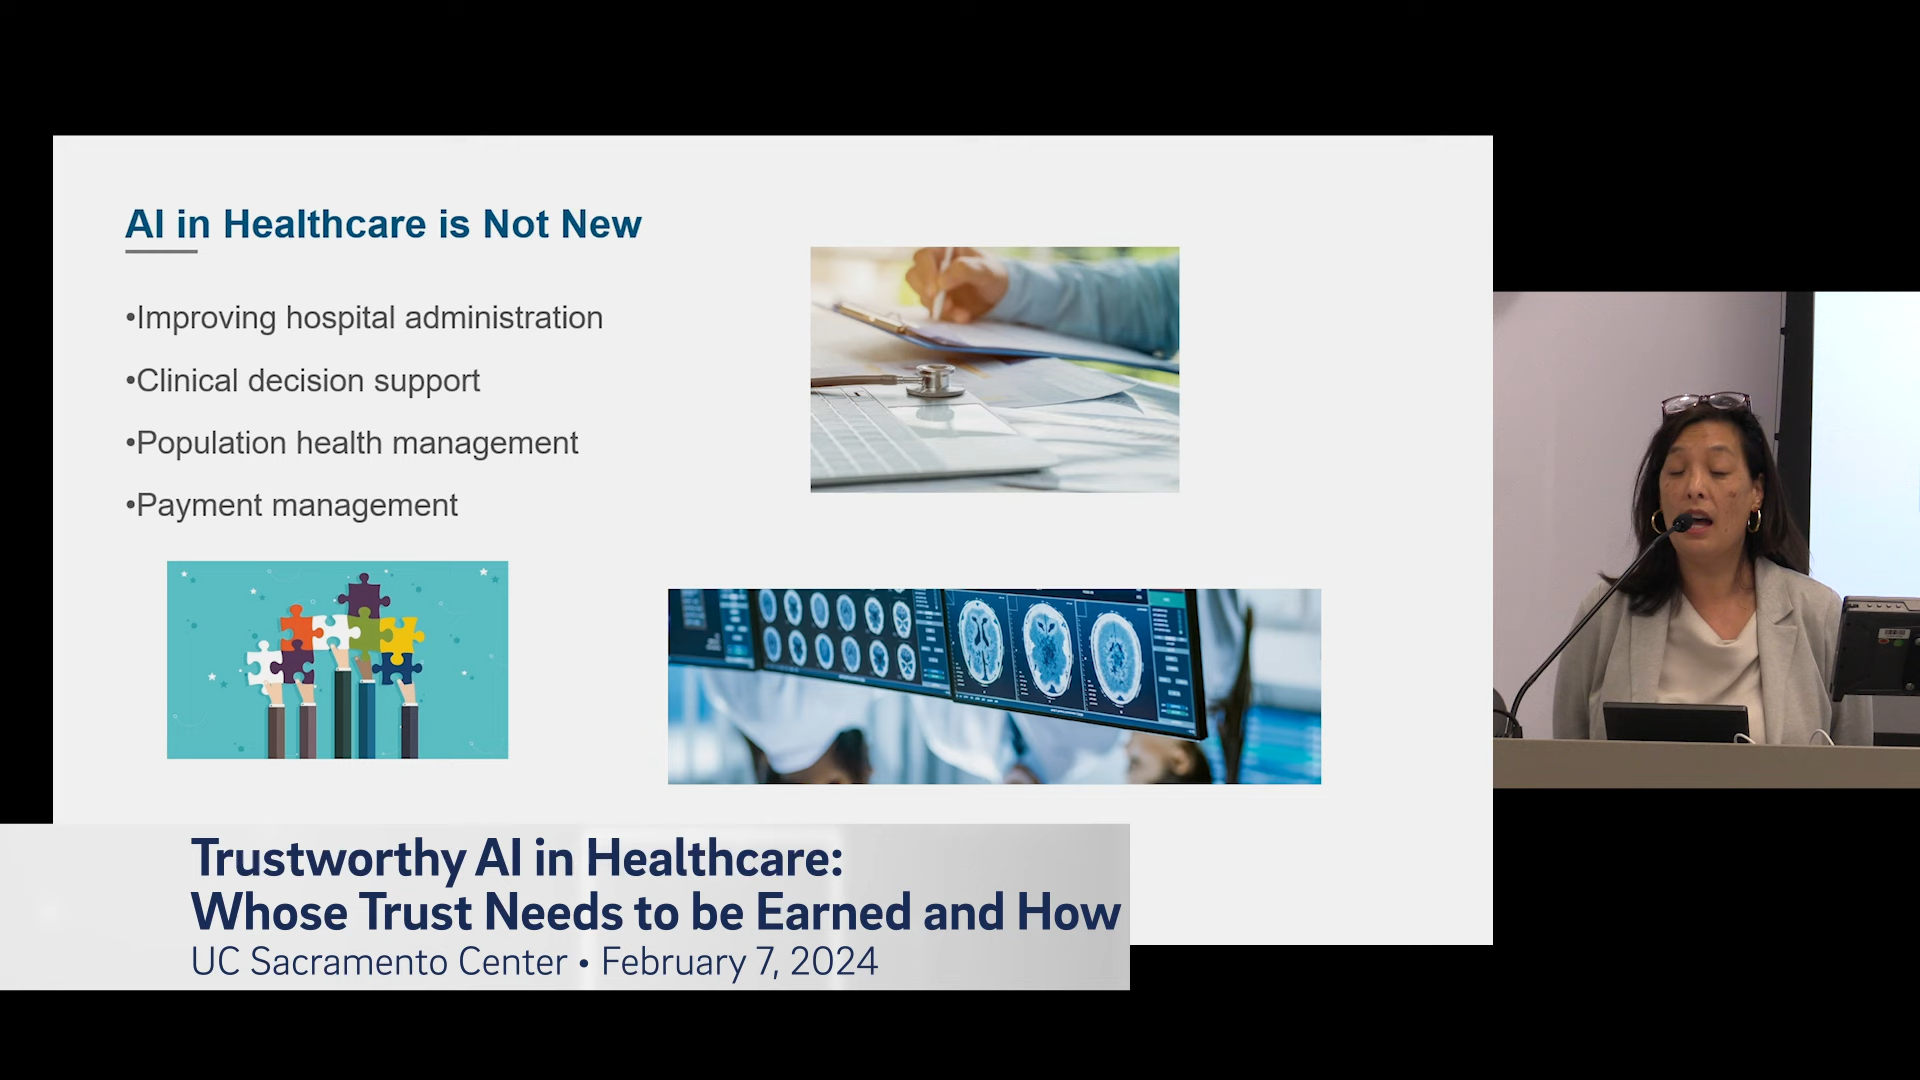 AI in Healthcare is Not New
•Improving hospital administration
•Clinical decision support
•Population health management
•Payment management
Trustworthy AI in Healthcare:
Whose Trust Needs to be Earned and How
UC Sacramento Center • February 7, 2024